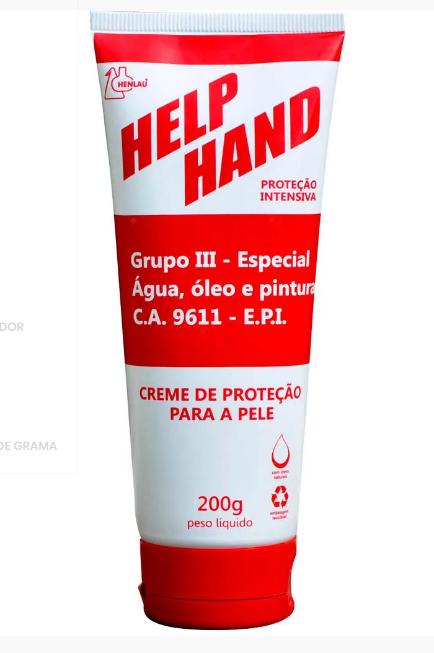 HENLAU
HELP
HAND
PROTEÇÃO
INTENSIVA
Grupo III - Especial
Água, óleo e pintura
C.A. 9611 - E.P.I.
DOR
CREME DE PROTEÇÃO
PARA A PELE
DE GRAMA
200g
peso líquido